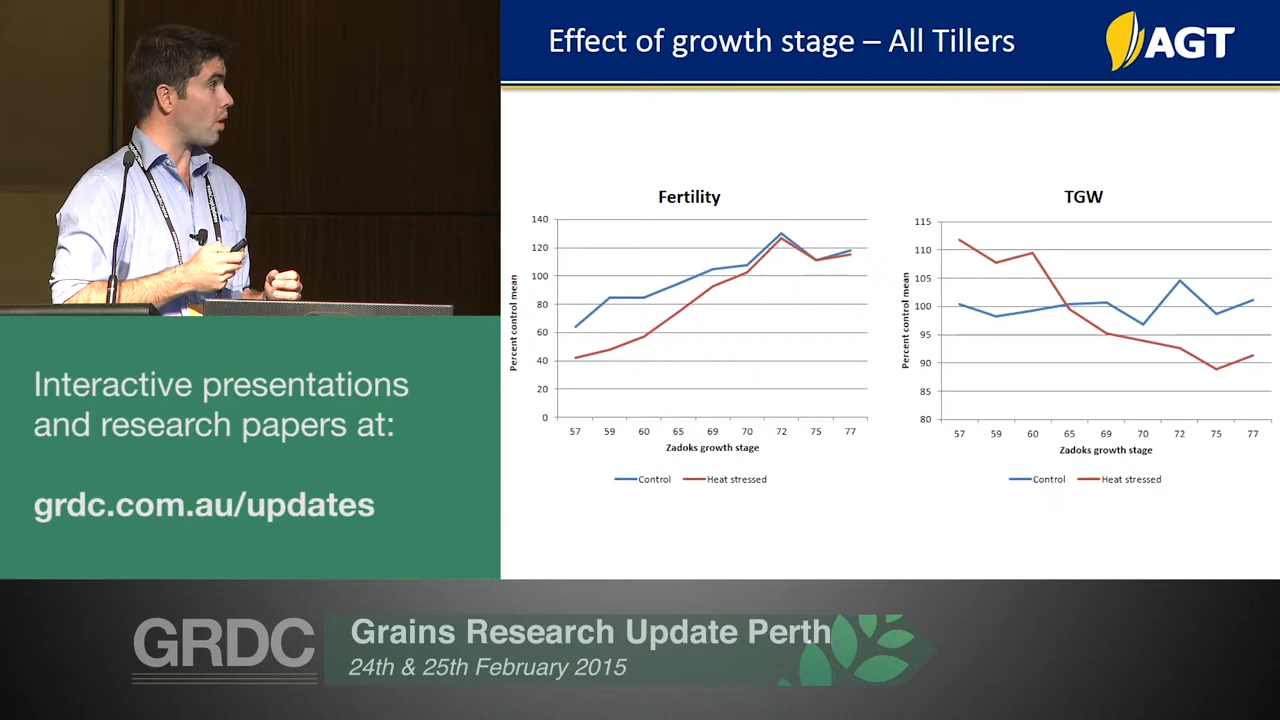 Effect of growth stage – All Tillers
AGT
Fertility
140
120
100
80
60
40
20
0
Percent control mean
57 59 60 65 69 70 72 75 77
Zadoks growth stage
Control Heat stressed
TGW
115
110
105
100
95
90
85
80
Percent control mean
57 59 60 65 69 70 72 75 77
Zadoks growth stage
Control Heat stressed
AGT
Interactive presentations
and research papers at:
grdc.com.au/updates
GRDC
Grains Research Update Perth
24th & 25th February 2015